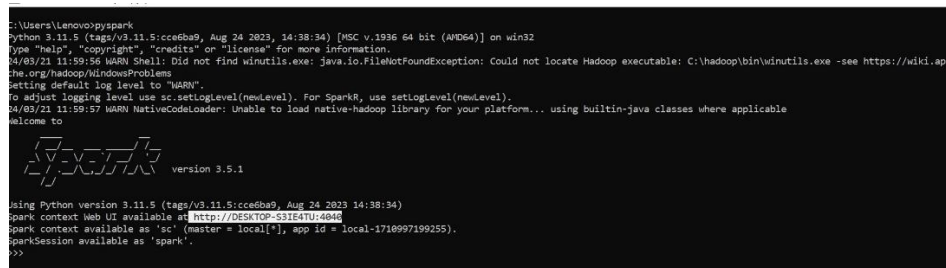 C:\Users\Lenovo>pyspark
Python 3.11.5 (tags/v3.11.5:cce6ba9, Aug 24 2023, 14:38:34) [MSC v.1936 64 bit (AMD64)] on win32
Type "help", "copyright", "credits" or "license" for more information.
24/03/21 11:59:56 WARN Shell: Did not find winutils.exe: java.io.FileNotFoundException: Could not locate Hadoop executable: C:\hadoop\bin\winutils.exe -see https://wiki.ap
che.org/hadoop/WindowsProblems
Setting default log level to "WARN".
To adjust logging level use sc.setLogLevel(newLevel). For SparkR, use setLogLevel(newLevel).
24/03/21 11:59:57 WARN NativeCodeLoader: Unable to load native-hadoop library for your platform... using builtin-java classes where applicable
Welcome to
Spark version 3.5.1
Using Python version 3.11.5 (tags/v3.11.5:cce6ba9, Aug 24 2023 14:38:34)
Spark context Web UI available at http://DESKTOP-S3IE4TU:4040
Spark context available as 'sc' (master = local[*], app id = local-1710997199255).
SparkSession available as 'spark'.
>>>